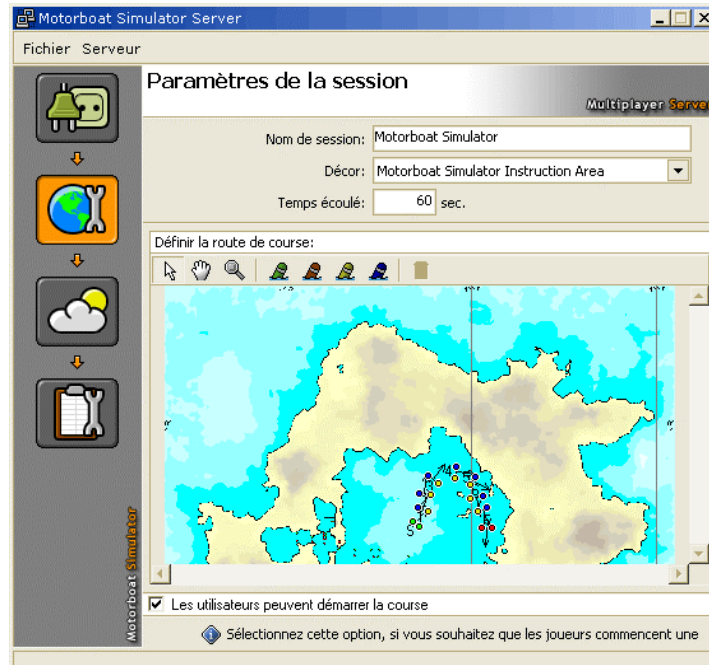 Motorboat Simulator Server
Fichier Serveur
Paramètres de la session
Multiplayer Server
Nom de session: Motorboat Simulator
Décor: Motorboat Simulator Instruction Area
Temps écoulé: 60 sec.
Définir la route de course:
Motorboat Simulator
Les utilisateurs peuvent démarrer la course
Sélectionnez cette option, si vous souhaitez que les joueurs commencent une